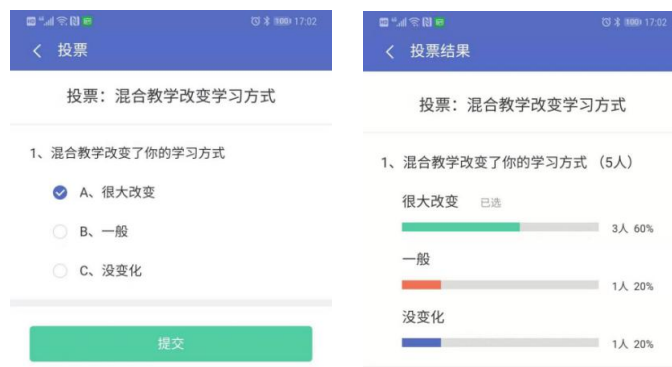 17:02
投票
投票：混合教学改变学习方式
1、混合教学改变了你的学习方式
A、很大改变
B、一般
C、没变化
提交
17:02
投票结果
投票：混合教学改变学习方式
1、混合教学改变了你的学习方式 （5人）
很大改变 已选
3人 60%
一般
1人 20%
没变化
1人 20%